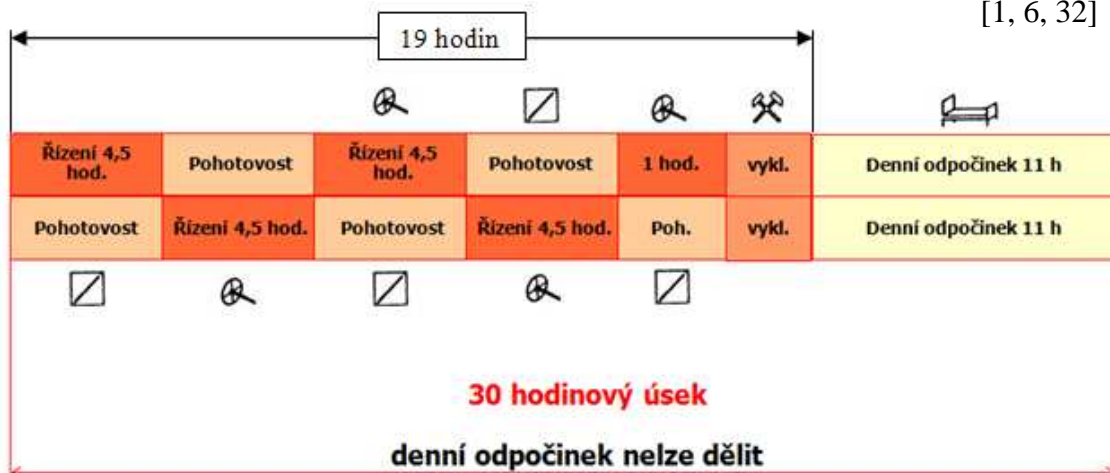 [1, 6, 32]
19 hodin
Řízení 4,5 hod.
Pohotovost
Řízení 4,5 hod.
Pohotovost
1 hod.
vykl.
Denní odpočinek 11 h
Pohotovost
Řízení 4,5 hod.
Pohotovost
Řízení 4,5 hod.
Poh.
vykl.
Denní odpočinek 11 h
30 hodinový úsek
denní odpočinek nelze dělit